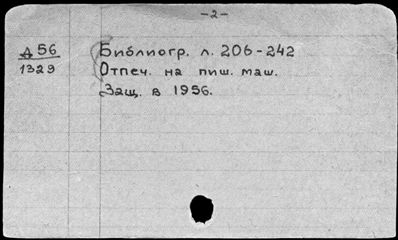 -2-
Д 56
1329
Библиогр. л. 206-242
Отпеч. на пиш. маш.
Защ. в 1956.